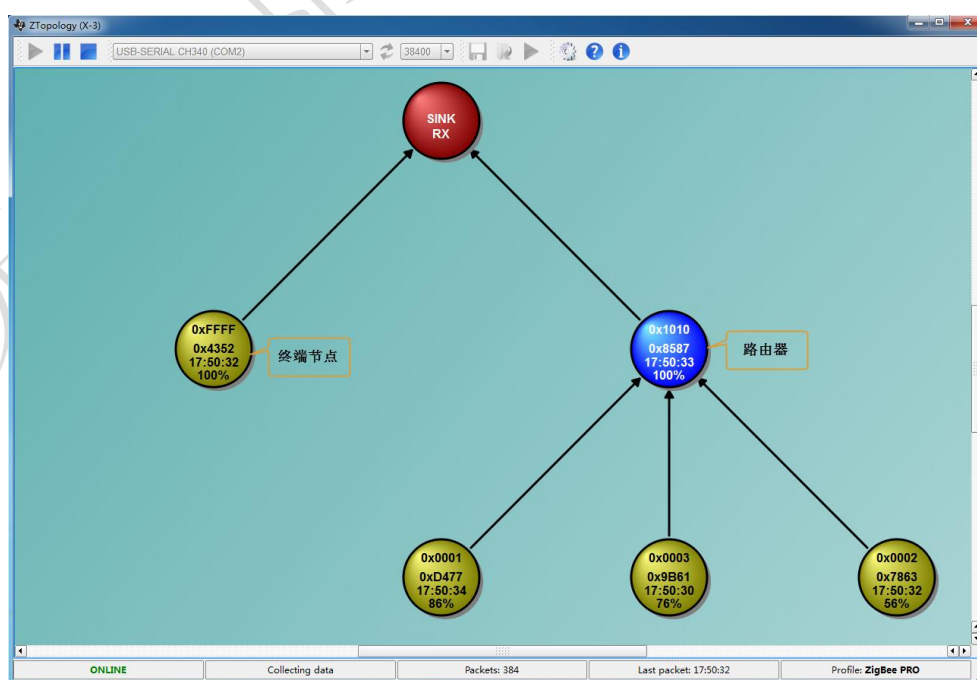 ZTopology (X-3)
USB-SERIAL CH340 (COM2)
38400
SINK
RX
0xFFFF
0x4352
17:50:32
100%
终端节点
0x1010
0x8587
17:50:33
100%
路由器
0x0001
0xD477
17:50:34
86%
0x0003
0x9B61
17:50:30
76%
0x0002
0x7863
17:50:32
56%
ONLINE
Collecting data
Packets: 384
Last packet: 17:50:32
Profile: ZigBee PRO